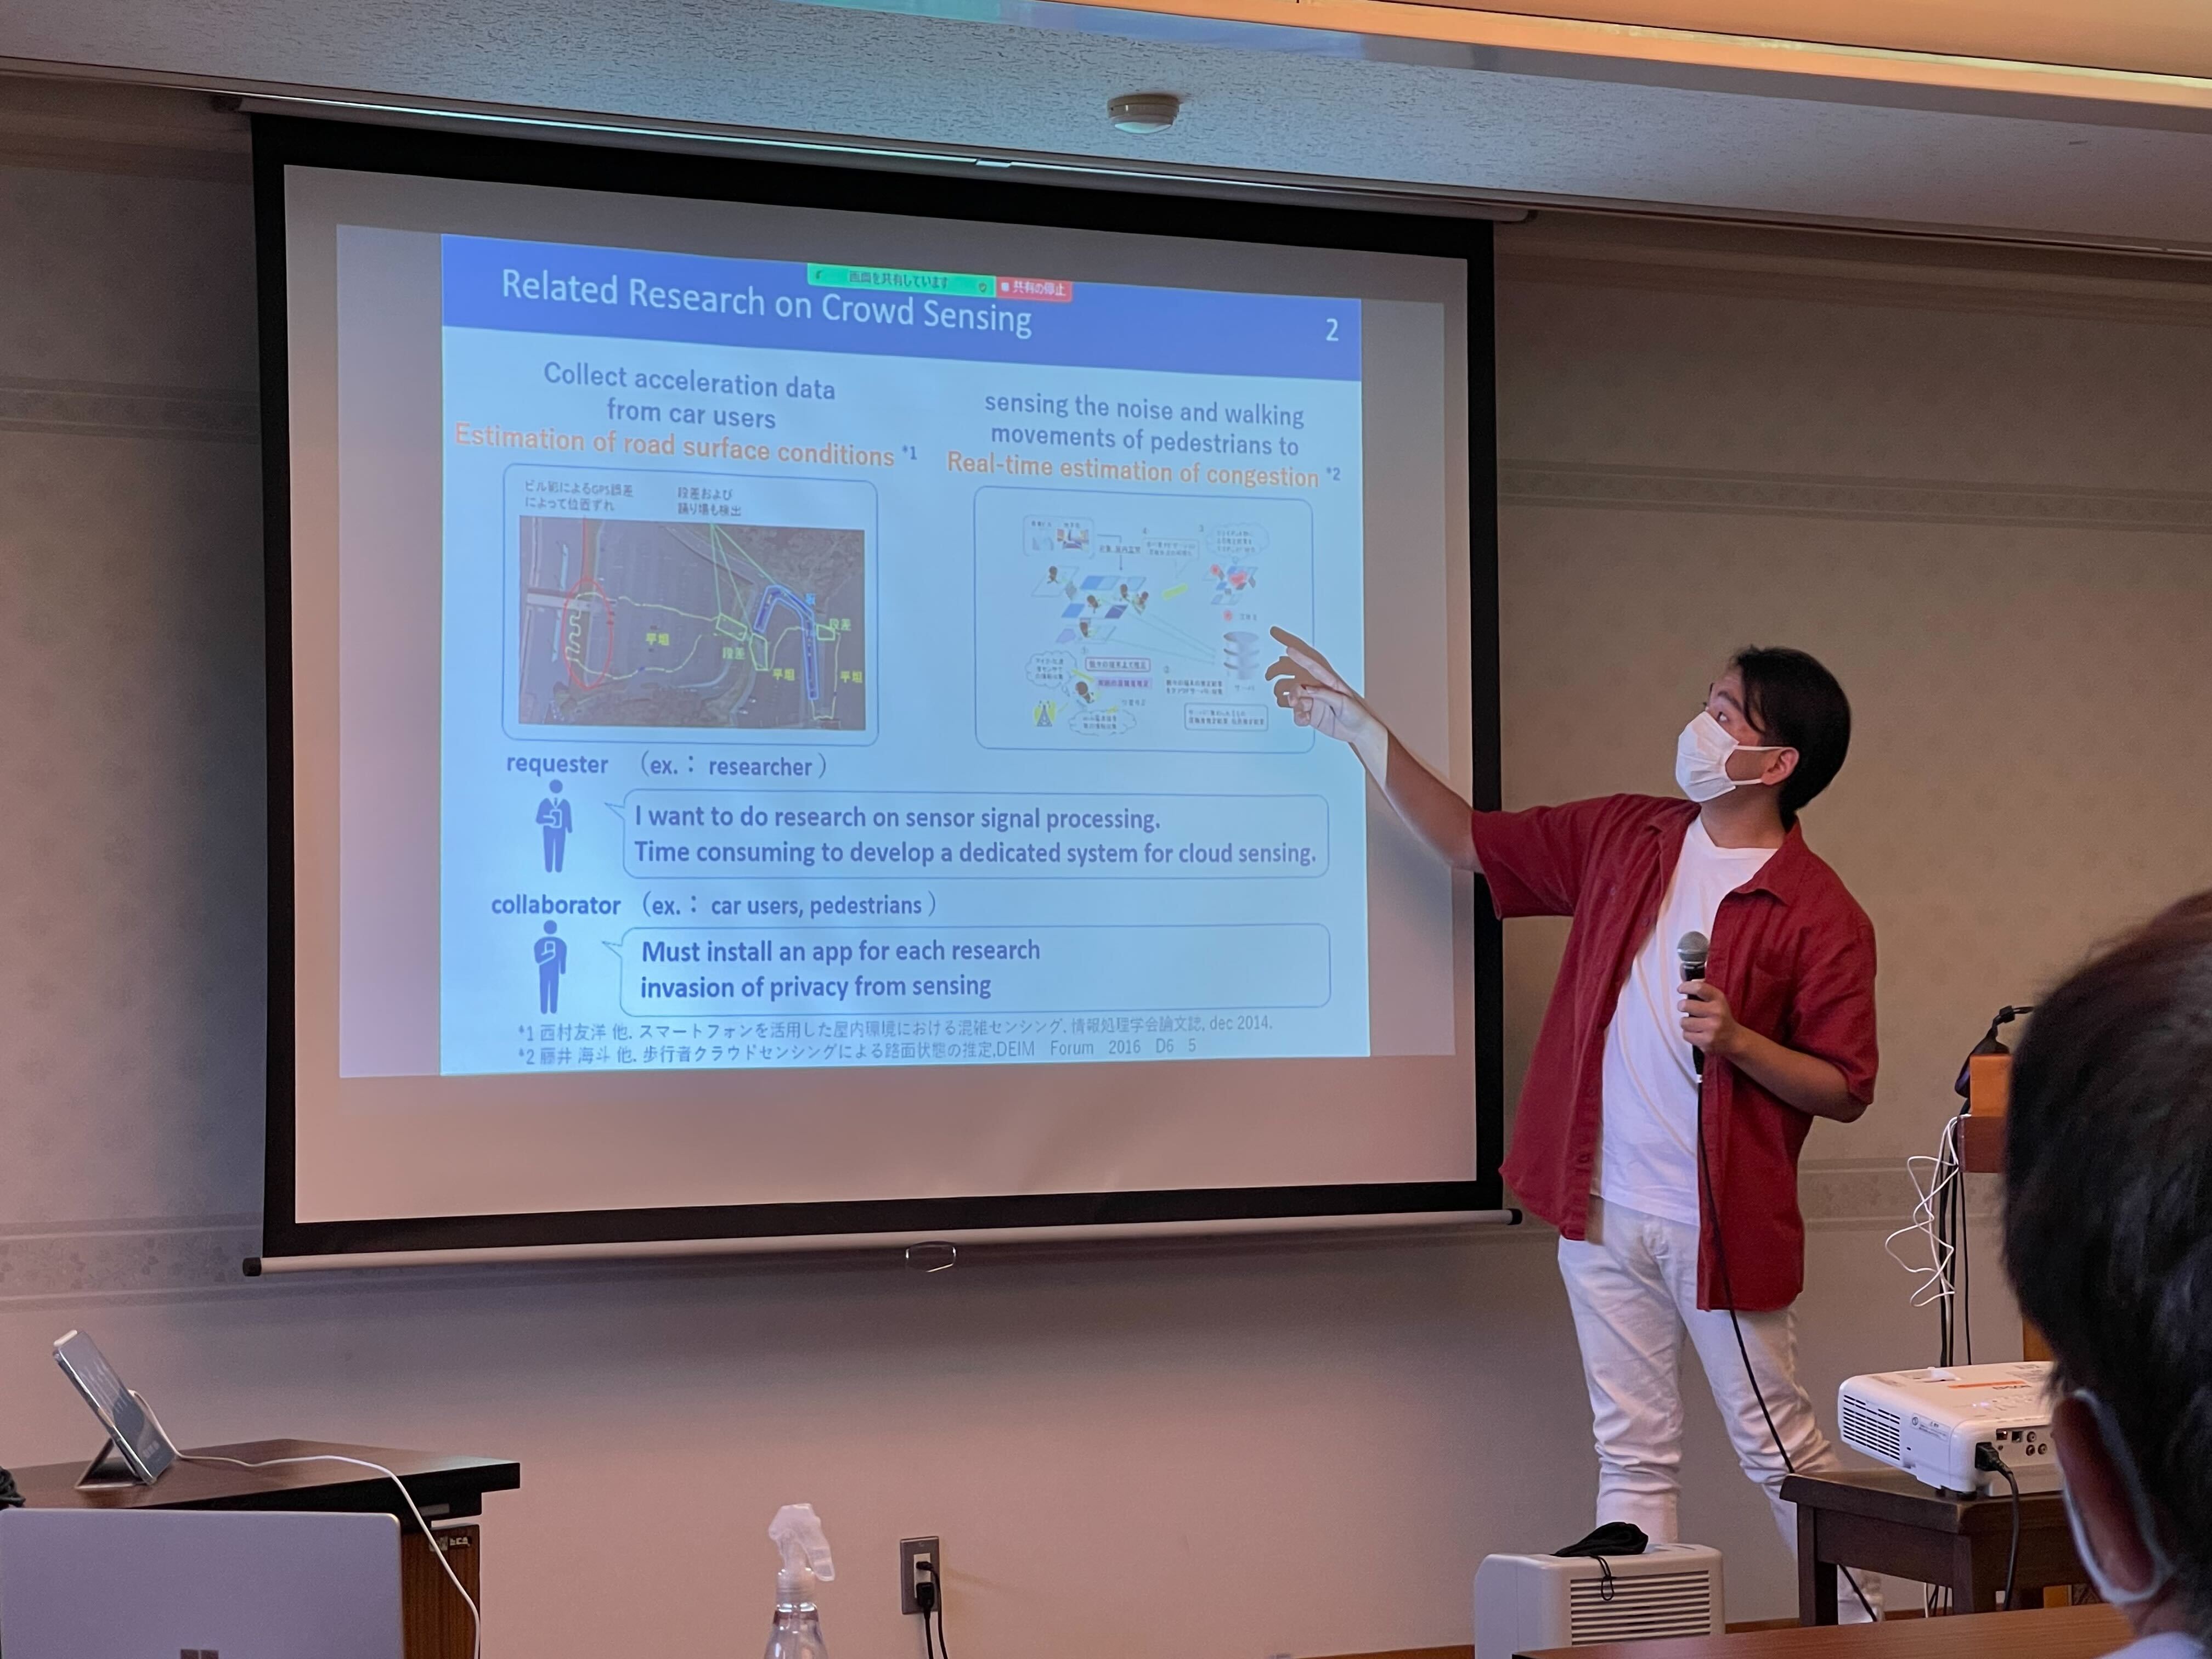 画面を共有しています
共有の停止
Related Research on Crowd Sensing
2
Collect acceleration data
from car users
Estimation of road surface conditions *1
ビル影によるGPS誤差
によって位置ずれ
段差および
踊り場も検出
平坦
段差
平坦
段差
平坦
sensing the noise and walking
movements of pedestrians to
Real-time estimation of congestion *2
サーバ
requester （ex.： researcher ）
I want to do research on sensor signal processing.
Time consuming to develop a dedicated system for cloud sensing.
collaborator （ex.： car users, pedestrians ）
Must install an app for each research
invasion of privacy from sensing
*1 西村友洋 他. スマートフォンを活用した屋内環境における混雑センシング. 情報処理学会論文誌, dec 2014.
*2 藤井 海斗 他. 歩行者クラウドセンシングによる路面状態の推定,DEIM Forum 2016 D6 5